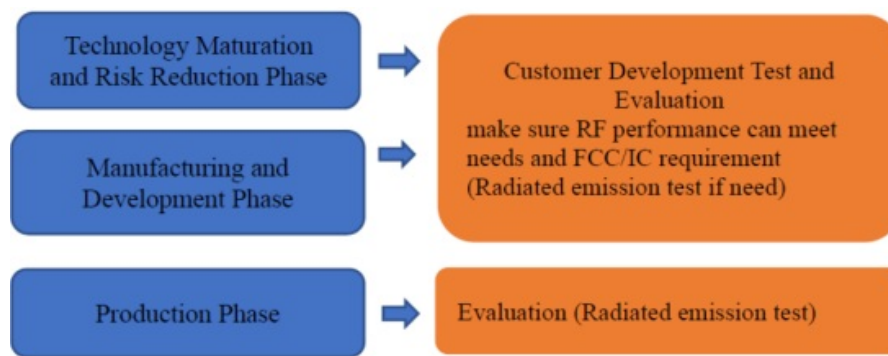 Technology Maturation
and Risk Reduction Phase
Customer Development Test and
Evaluation
make sure RF performance can meet
needs and FCC/IC requirement
(Radiated emission test if need)
Manufacturing and
Development Phase
Production Phase
Evaluation (Radiated emission test)